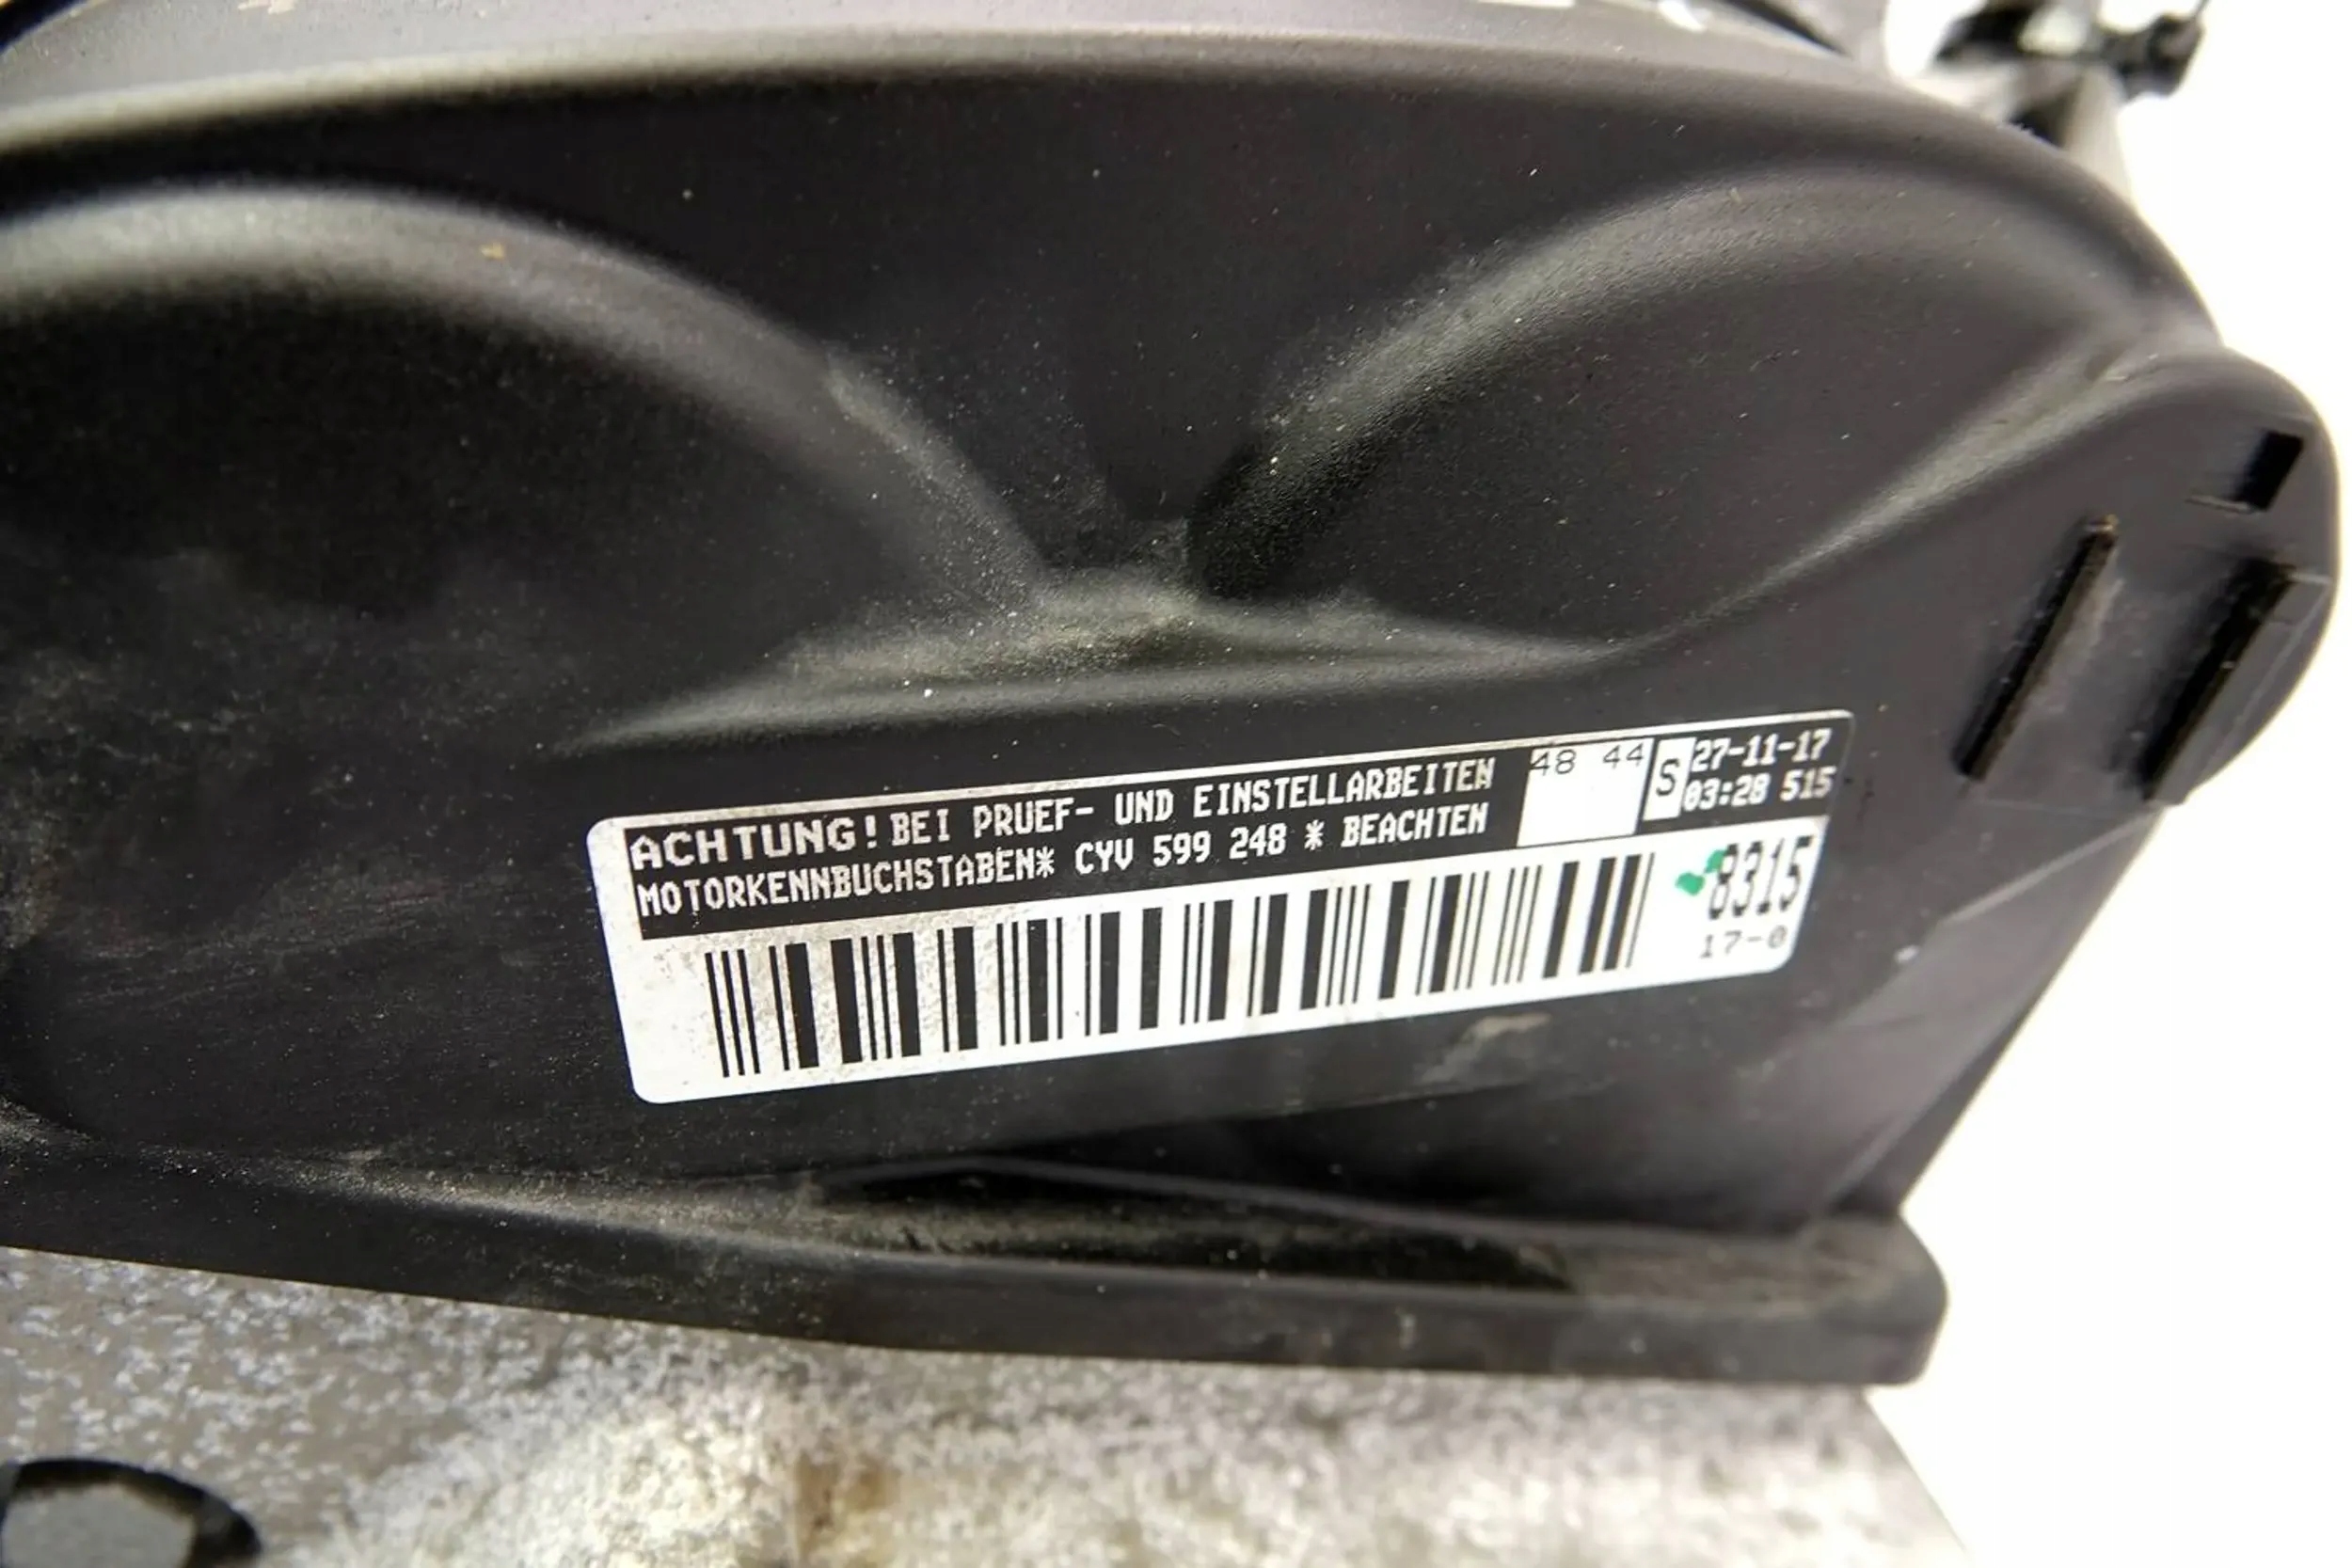 ACHTUNG! BEI PRUEF- UND EINSTELLARBEITEN
MOTORKENNBUCHSTABEN* CYV 599 248 * BEACHTEN
48 44
S
27-11-17
03:28 515
8315
17-0